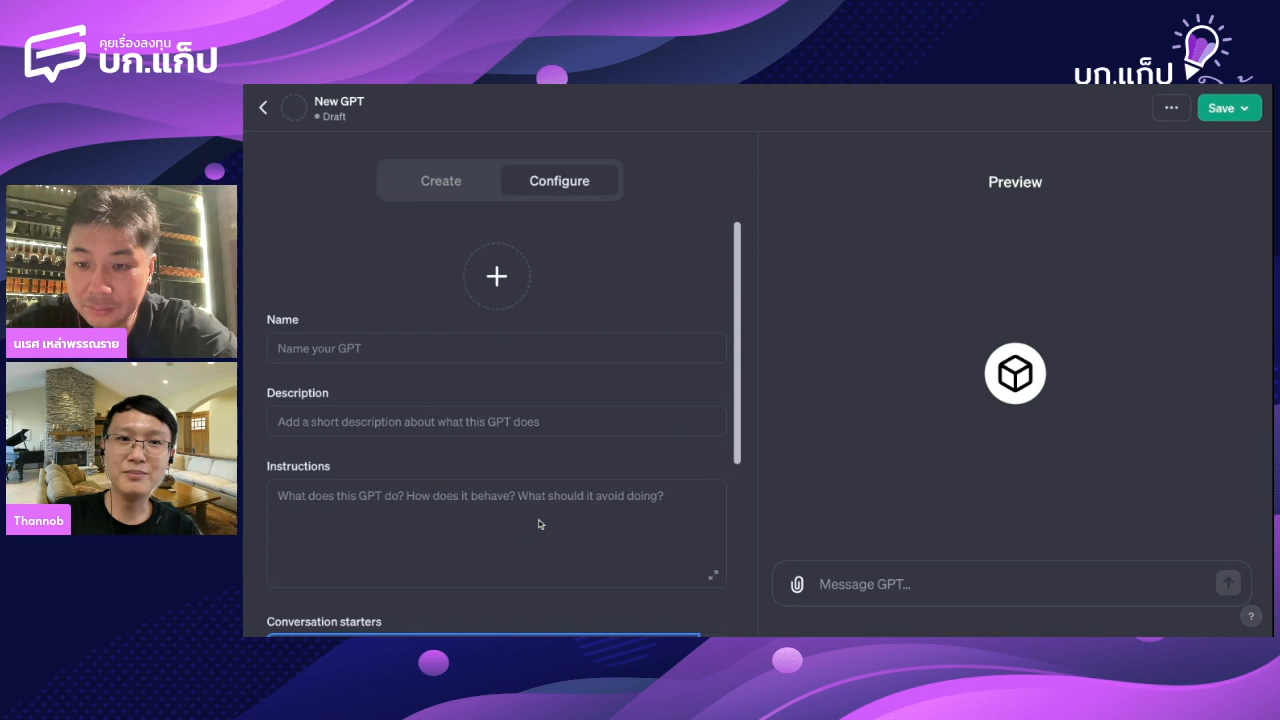 คุยเรื่องลงทุน
บก.แก็ป
บก.แก็ป
New GPT
Draft
Save
Create
Configure
Preview
Name
Name your GPT
Description
Add a short description about what this GPT does
Instructions
What does this GPT do? How does it behave? What should it avoid doing?
Conversation starters
Message GPT…
?
นเรศ เหล่าพรรณราย
Thannob